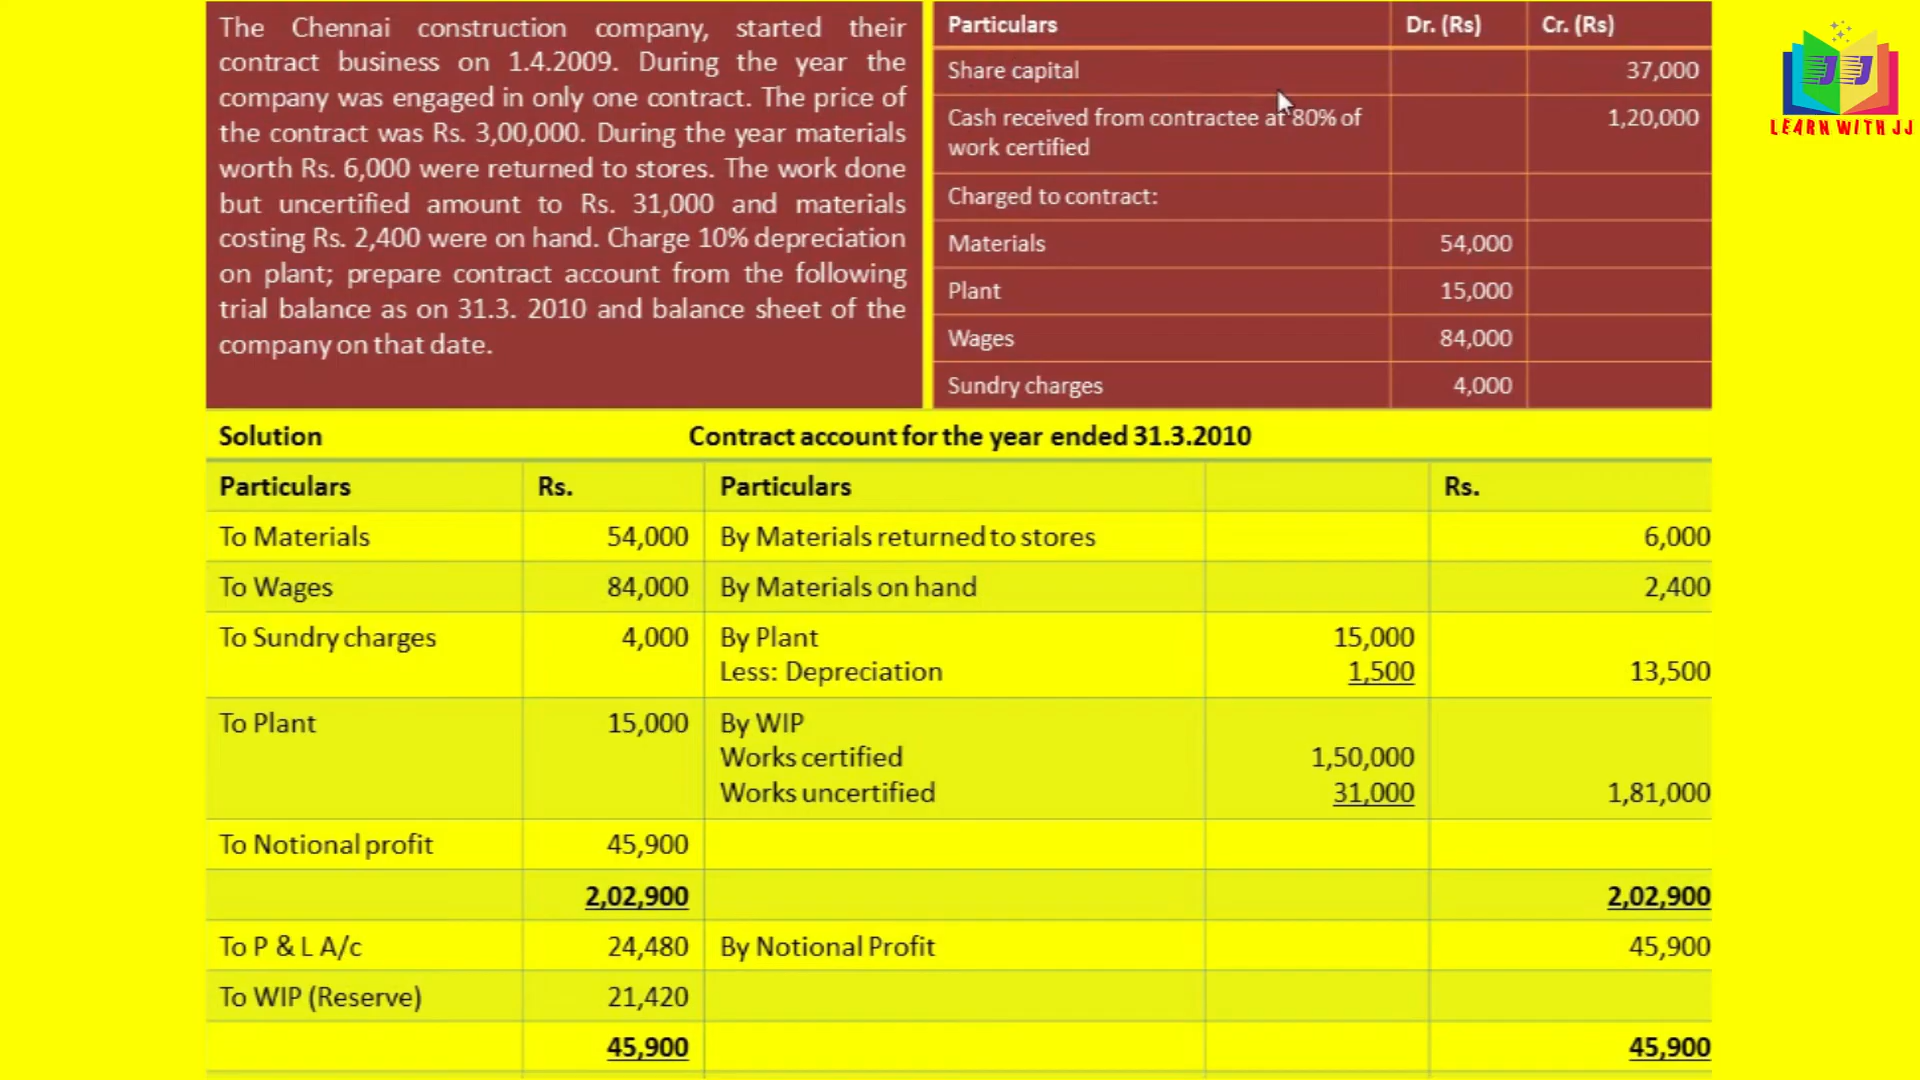 The Chennai construction company, started their
contract business on 1.4.2009. During the year the
company was engaged in only one contract. The price of
the contract was Rs. 3,00,000. During the year materials
worth Rs. 6,000 were returned to stores. The work done
but uncertified amount to Rs. 31,000 and materials
costing Rs. 2,400 were on hand. Charge 10% depreciation
on plant; prepare contract account from the following
trial balance as on 31.3. 2010 and balance sheet of the
company on that date.
Particulars Dr. (Rs) Cr. (Rs)
Share capital 37,000
Cash received from contractee at 80% of 1,20,000
work certified
Charged to contract:
Materials 54,000
Plant 15,000
Wages 84,000
Sundry charges 4,000
JJ
LEARN WITH JJ
Solution Contract account for the year ended 31.3.2010
Particulars Rs. Particulars Rs.
To Materials 54,000 By Materials returned to stores 6,000
To Wages 84,000 By Materials on hand 2,400
To Sundry charges 4,000 By Plant 15,000
Less: Depreciation 1,500 13,500
To Plant 15,000 By WIP
Works certified 1,50,000
Works uncertified 31,000 1,81,000
To Notional profit 45,900
2,02,900 2,02,900
To P & L A/c 24,480 By Notional Profit 45,900
To WIP (Reserve) 21,420
45,900 45,900